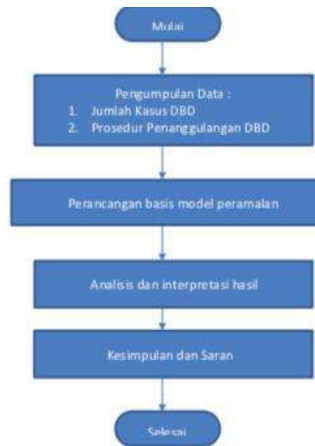 Mulai
Pengumpulan Data :
1. Jumlah Kasus DBD
2. Prosedur Penanggulangan DBD
Perancangan basis model peramalan
Analisis dan interpretasi hasil
Kesimpulan dan Saran
Selesai